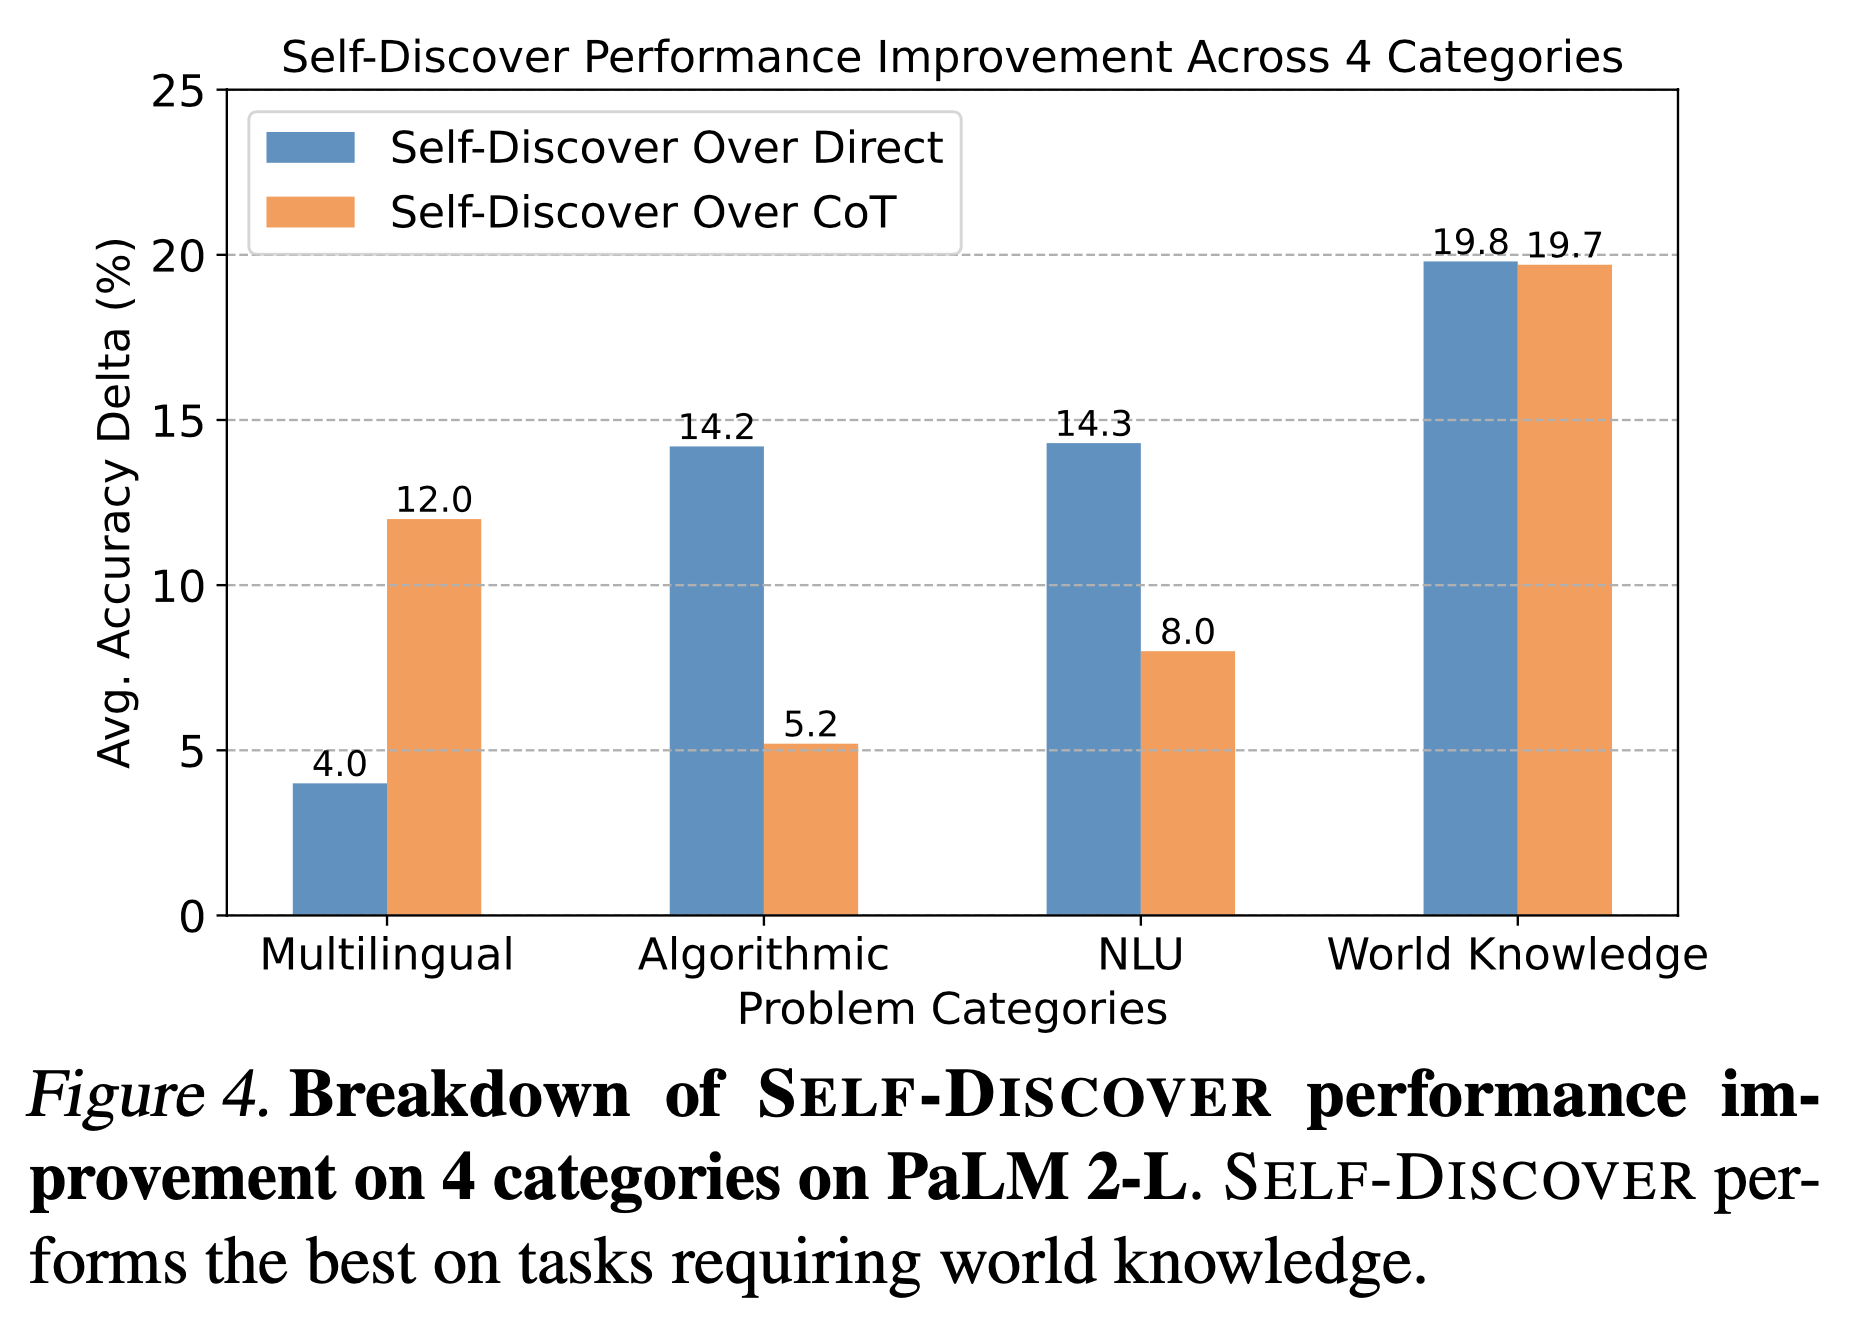 Self-Discover Performance Improvement Across 4 Categories
25
Self-Discover Over Direct
Self-Discover Over CoT
Avg. Accuracy Delta (%)
20
15
10
5
0
4.0
12.0
14.2
5.2
14.3
8.0
19.8
19.7
Multilingual
Algorithmic
NLU
World Knowledge
Problem Categories
Figure 4. Breakdown of SELF-DISCOVER performance im-
provement on 4 categories on PaLM 2-L. SELF-DISCOVER per-
forms the best on tasks requiring world knowledge.